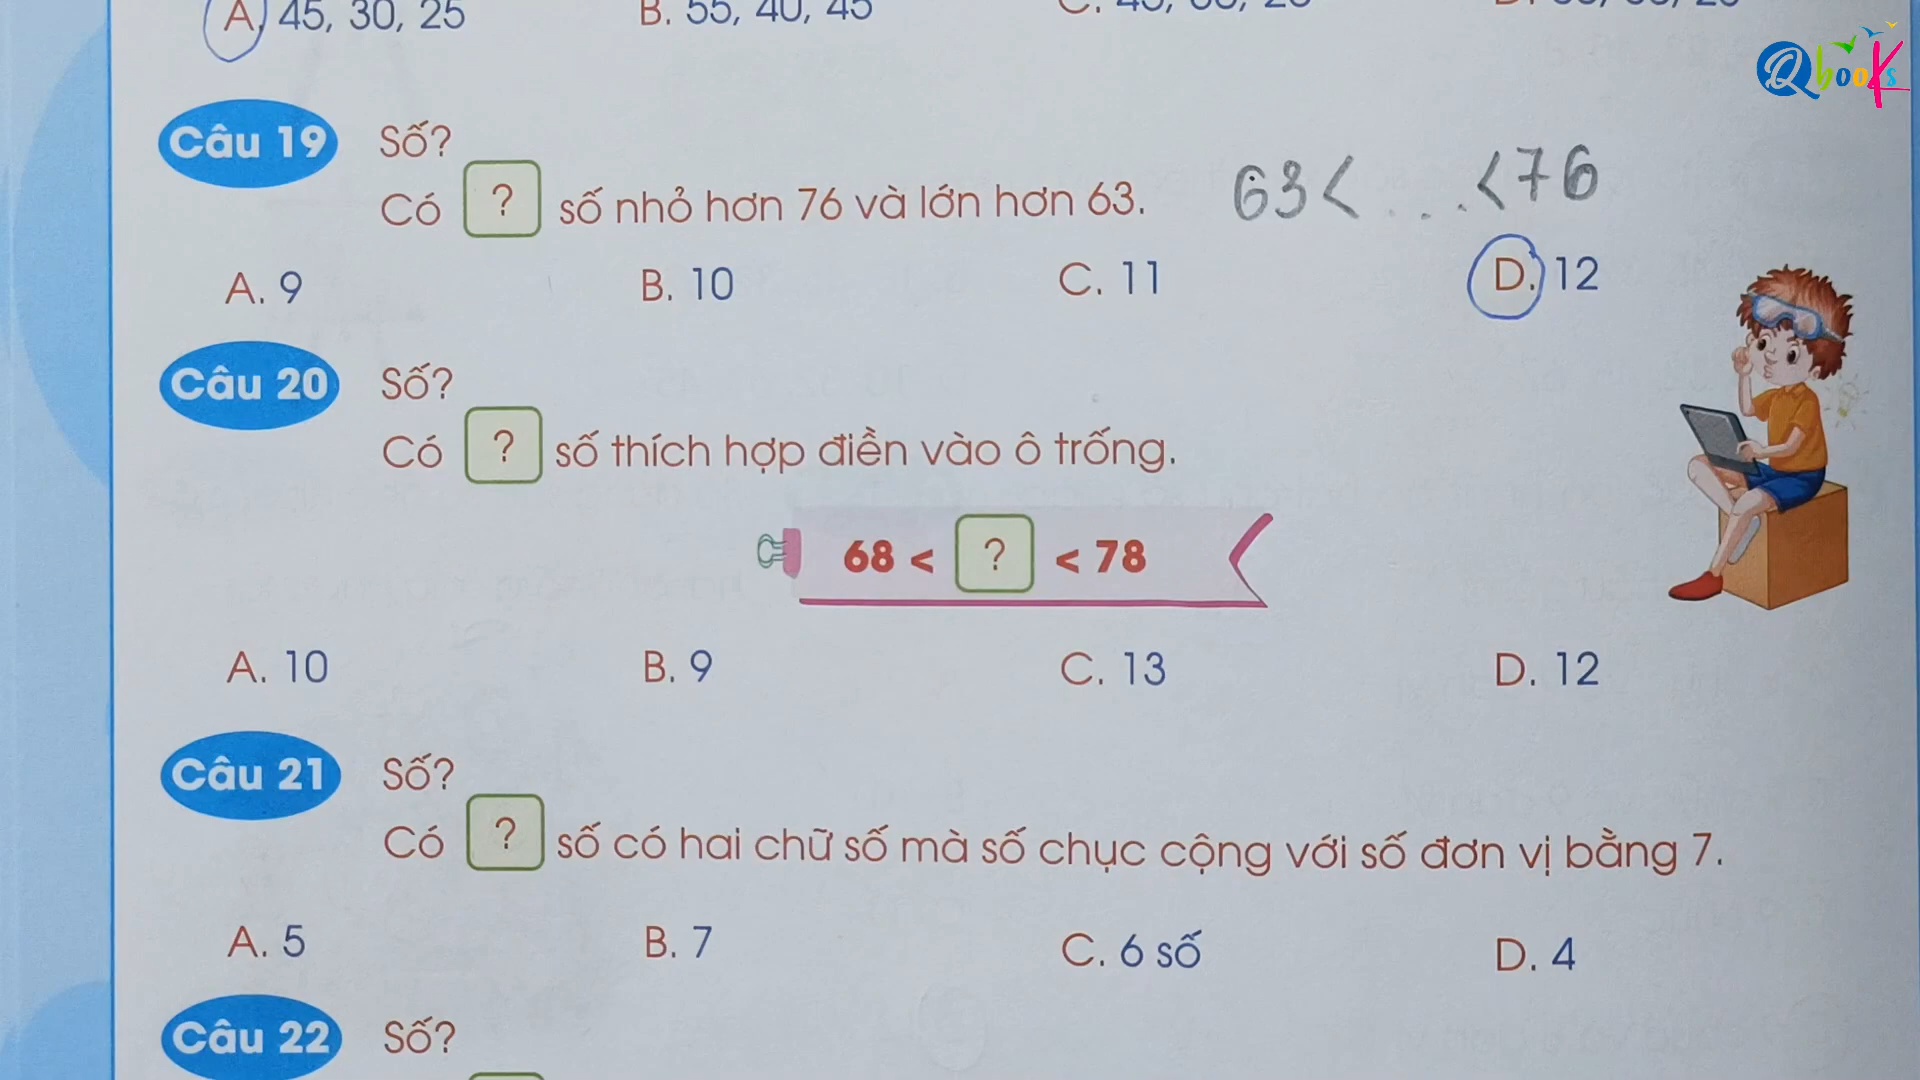 A. 45, 30, 25 B. 55, 40, 45
Qbooks
Câu 19 Số?
Có ? số nhỏ hơn 76 và lớn hơn 63. 63 < ... < 76
A. 9 B. 10 C. 11 D. 12
Câu 20 Số?
Có ? số thích hợp điền vào ô trống.
68 < ? < 78
A. 10 B. 9 C. 13 D. 12
Câu 21 Số?
Có ? số có hai chữ số mà số chục cộng với số đơn vị bằng 7.
A. 5 B. 7 C. 6 số D. 4
Câu 22 Số?